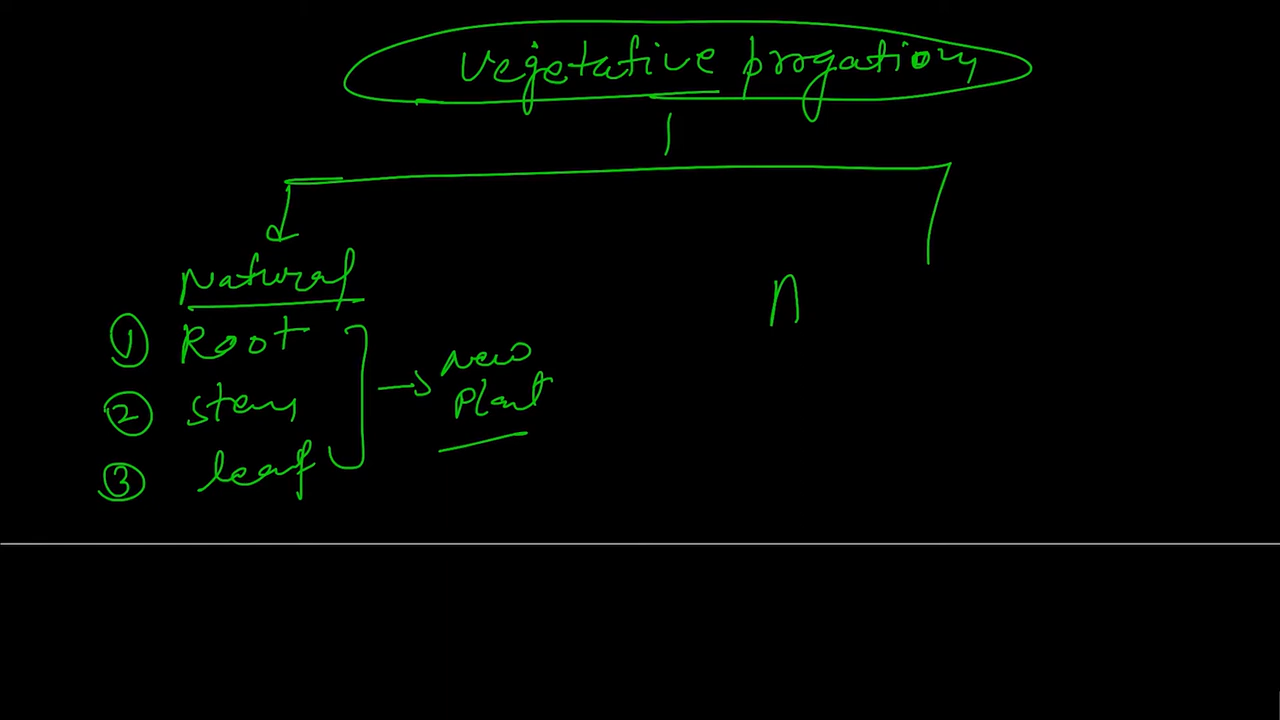 vegetative progation
Natural
① Root
② stem
③ leaf
→ New
Plant